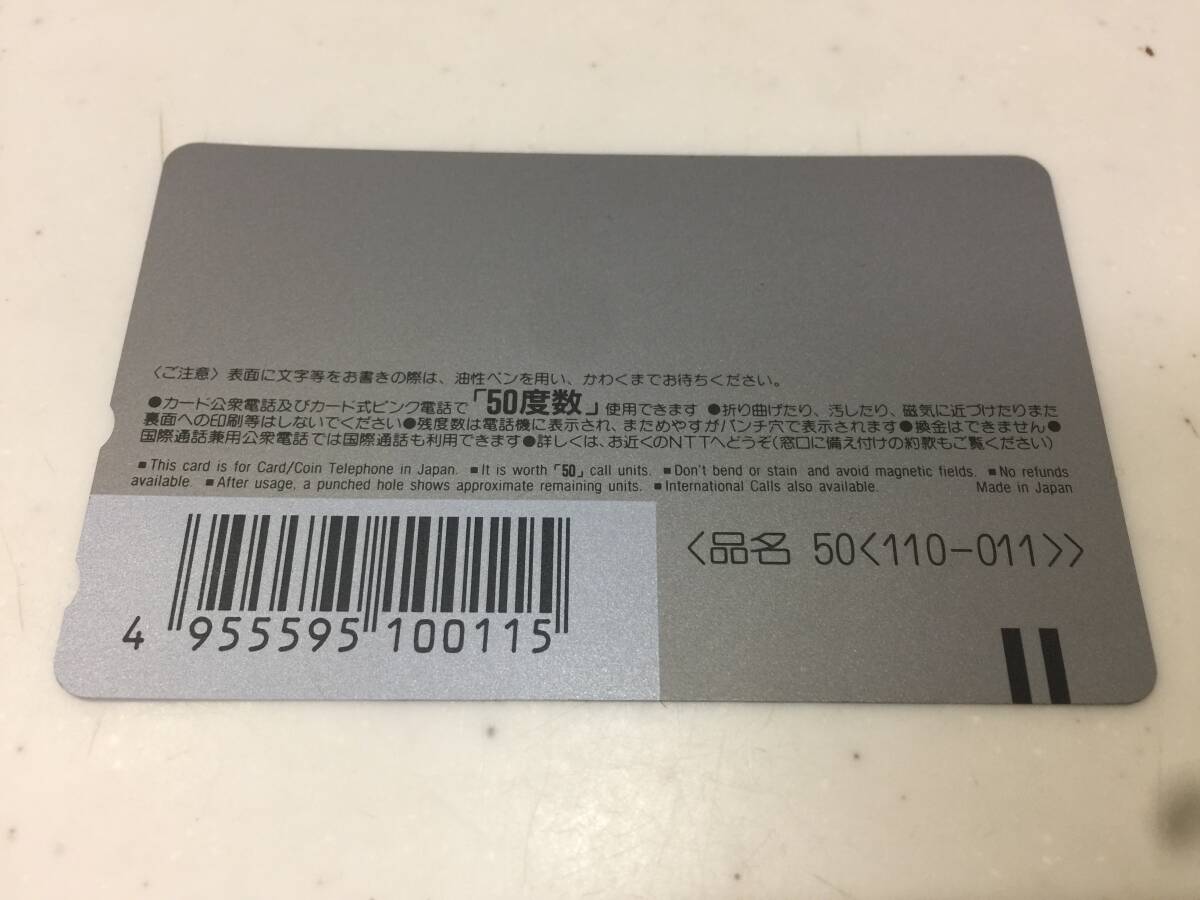 〈ご注意〉表面に文字等をお書きの際は、油性ペンを用い、かわくまでお待ちください。
●カード公衆電話及びカード式ピンク電話で「50度数」使用できます ●折り曲げたり、汚したり、磁気に近づけたりまた
裏面への印刷等はしないでください●残度数は電話機に表示され、まためやすがパンチ穴で表示されます●換金はできません●
国際通話兼用公衆電話では国際通話も利用できます●詳しくは、お近くのNTTへどうぞ(窓口に備え付けの約款もご覧ください)
■This card is for Card/Coin Telephone in Japan. ■It is worth「50」call units. ■Don't bend or stain and avoid magnetic fields. ■No refunds
available. ■After usage, a punched hole shows approximate remaining units. ■International Calls also available. Made in Japan
〈品名 50〈110-011〉〉
4 955595 100115